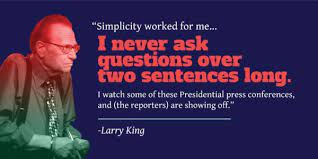 “Simplicity worked for me...
I never ask
questions over
two sentences long.
I watch some of these Presidential press conferences,
and (the reporters) are showing off.”
-Larry King